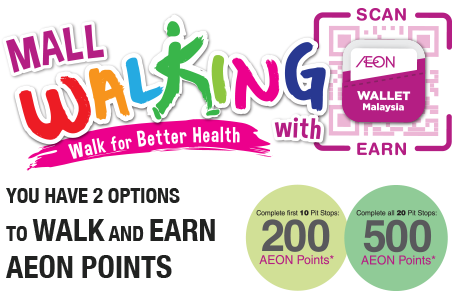 MALL
WALKING
Walk for Better Health
with
SCAN
ÆON
WALLET
Malaysia
EARN
YOU HAVE 2 OPTIONS
TO WALK AND EARN
AEON POINTS
Complete first 10 Pit Stops:
200
AEON Points*
Complete all 20 Pit Stops:
500
AEON Points*